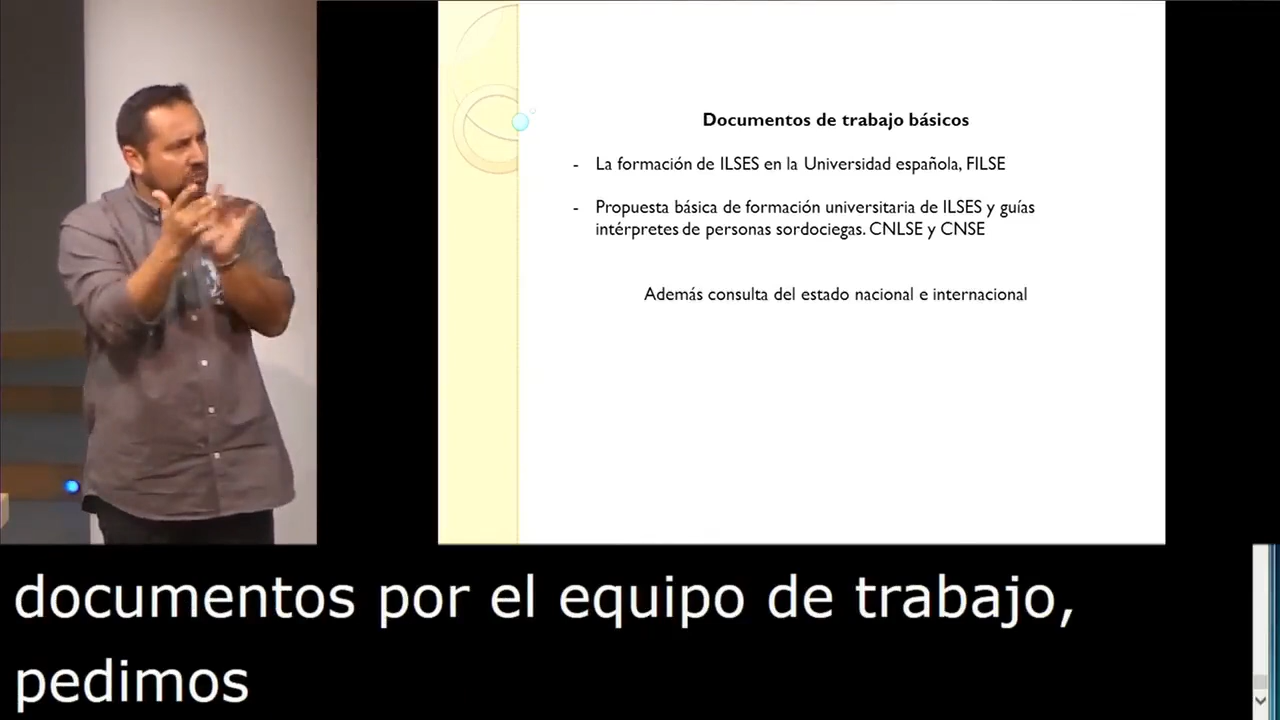 Documentos de trabajo básicos
- La formación de ILSES en la Universidad española, FILSE
- Propuesta básica de formación universitaria de ILSES y guías
intérpretes de personas sordociegas. CNLSE y CNSE
Además consulta del estado nacional e internacional
documentos por el equipo de trabajo,
pedimos